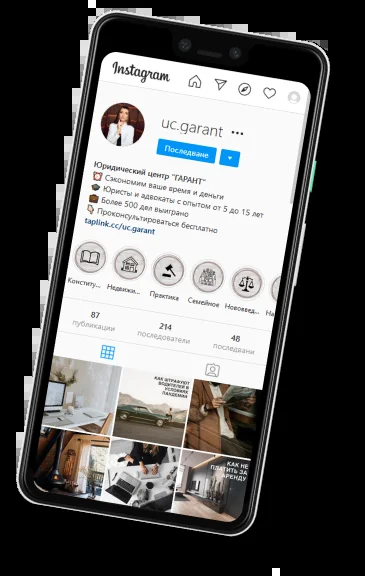 Instagram
uc.garant
Последване
Юридический центр "ГАРАНТ"
Сэкономим ваше время и деньги
Юристы и адвокаты с опытом от 5 до 15 лет
Более 500 дел выиграно
Проконсультироваться бесплатно
taplink.cc/uc.garant
Конститу... Недвижи... Практика Семейное Нововвед... На
87 214 48
публикации последователи последвани
КАК ШТРАФУЮТ
ВОДИТЕЛЕЙ В
УСЛОВИЯХ
ПАНДЕМИИ
КАК НЕ
ПЛАТИТЬ ЗА
АРЕНДУ